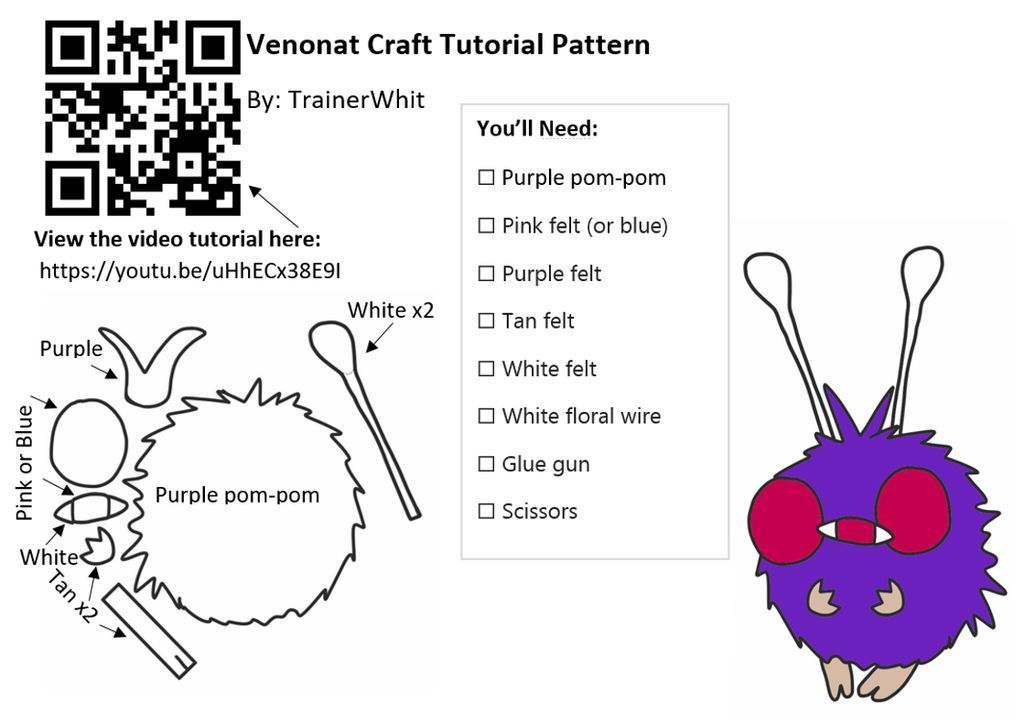 Venonat Craft Tutorial Pattern
By: TrainerWhit
View the video tutorial here:
https://youtu.be/uHhECx38E9I
You'll Need:
☐ Purple pom-pom
☐ Pink felt (or blue)
☐ Purple felt
☐ Tan felt
☐ White felt
☐ White floral wire
☐ Glue gun
☐ Scissors
White x2
Purple
Pink or Blue
Purple pom-pom
White
Tan x2